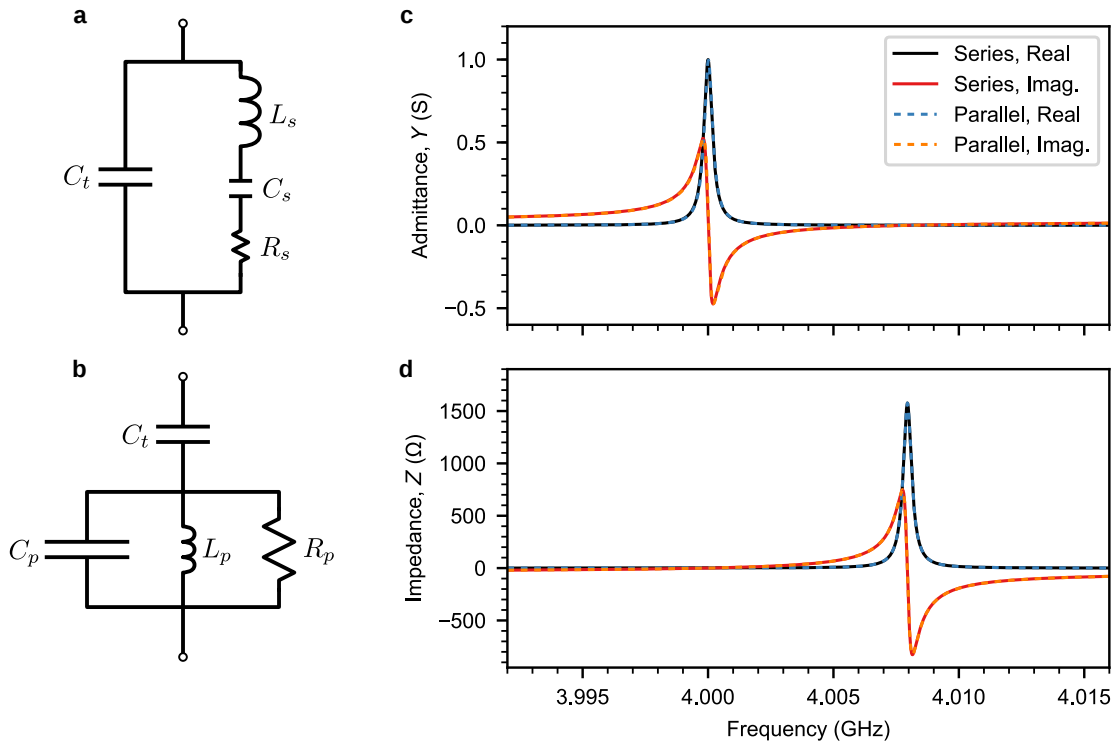 a
C_t
L_s
C_s
R_s
b
C_t
C_p
L_p
R_p
c
Admittance, Y (S)
1.0
0.5
0.0
−0.5
Series, Real
Series, Imag.
Parallel, Real
Parallel, Imag.
d
Impedance, Z (Ω)
1500
1000
500
0
−500
3.995
4.000
4.005
4.010
4.015
Frequency (GHz)